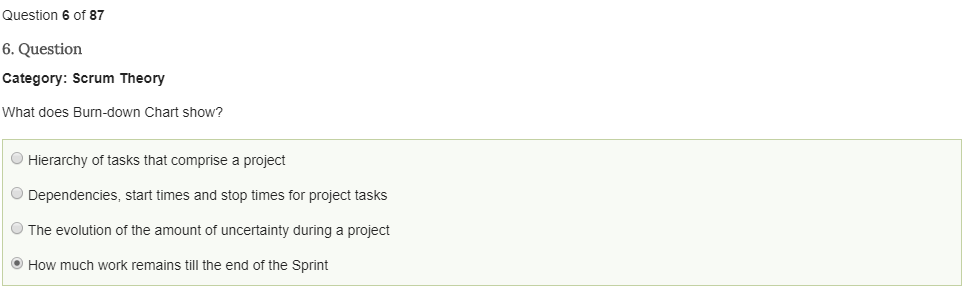 Question 6 of 87
6. Question
Category: Scrum Theory
What does Burn-down Chart show?
Hierarchy of tasks that comprise a project
Dependencies, start times and stop times for project tasks
The evolution of the amount of uncertainty during a project
How much work remains till the end of the Sprint